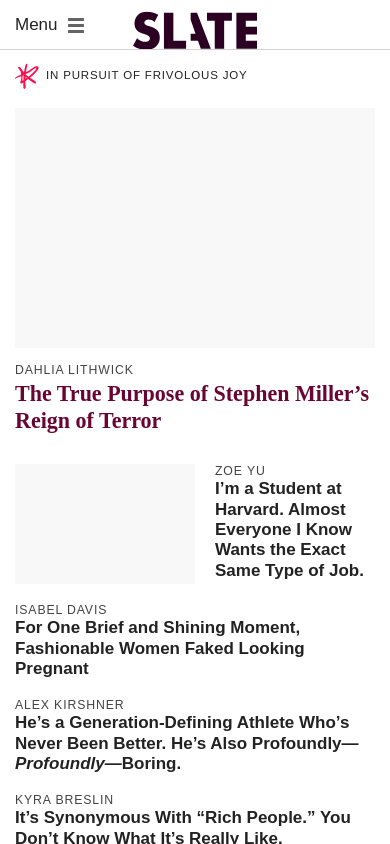 Menu
SLATE
IN PURSUIT OF FRIVOLOUS JOY
DAHLIA LITHWICK
The True Purpose of Stephen Miller’s
Reign of Terror
ZOE YU
I’m a Student at
Harvard. Almost
Everyone I Know
Wants the Exact
Same Type of Job.
ISABEL DAVIS
For One Brief and Shining Moment,
Fashionable Women Faked Looking
Pregnant
ALEX KIRSHNER
He’s a Generation-Defining Athlete Who’s
Never Been Better. He’s Also Profoundly—
Profoundly—Boring.
KYRA BRESLIN
It’s Synonymous With “Rich People.” You
Don’t Know What It’s Really Like.